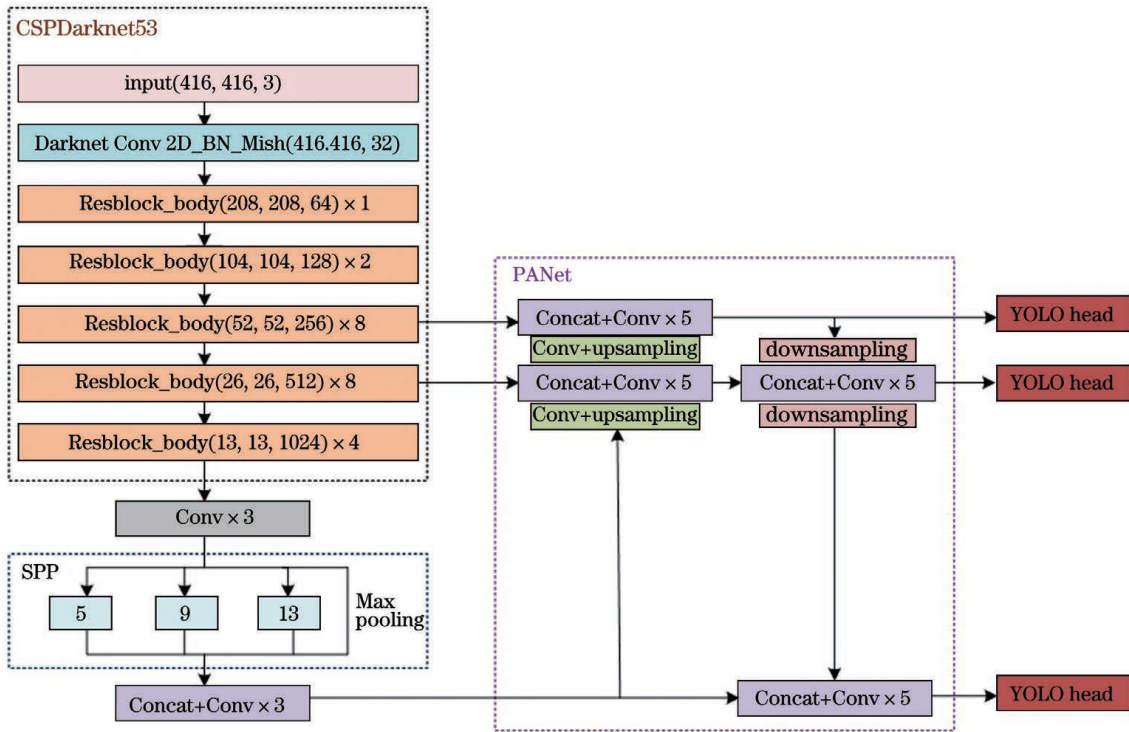 CSPDarknet53
input(416, 416, 3)
Darknet Conv 2D_BN_Mish(416.416, 32)
Resblock_body(208, 208, 64) × 1
Resblock_body(104, 104, 128) × 2
Resblock_body(52, 52, 256) × 8
Resblock_body(26, 26, 512) × 8
Resblock_body(13, 13, 1024) × 4
Conv × 3
SPP
5
9
13
Max
pooling
Concat+Conv × 3
PANet
Concat+Conv × 5
Conv+upsampling
Concat+Conv × 5
Conv+upsampling
downsampling
Concat+Conv × 5
downsampling
Concat+Conv × 5
YOLO head
YOLO head
YOLO head